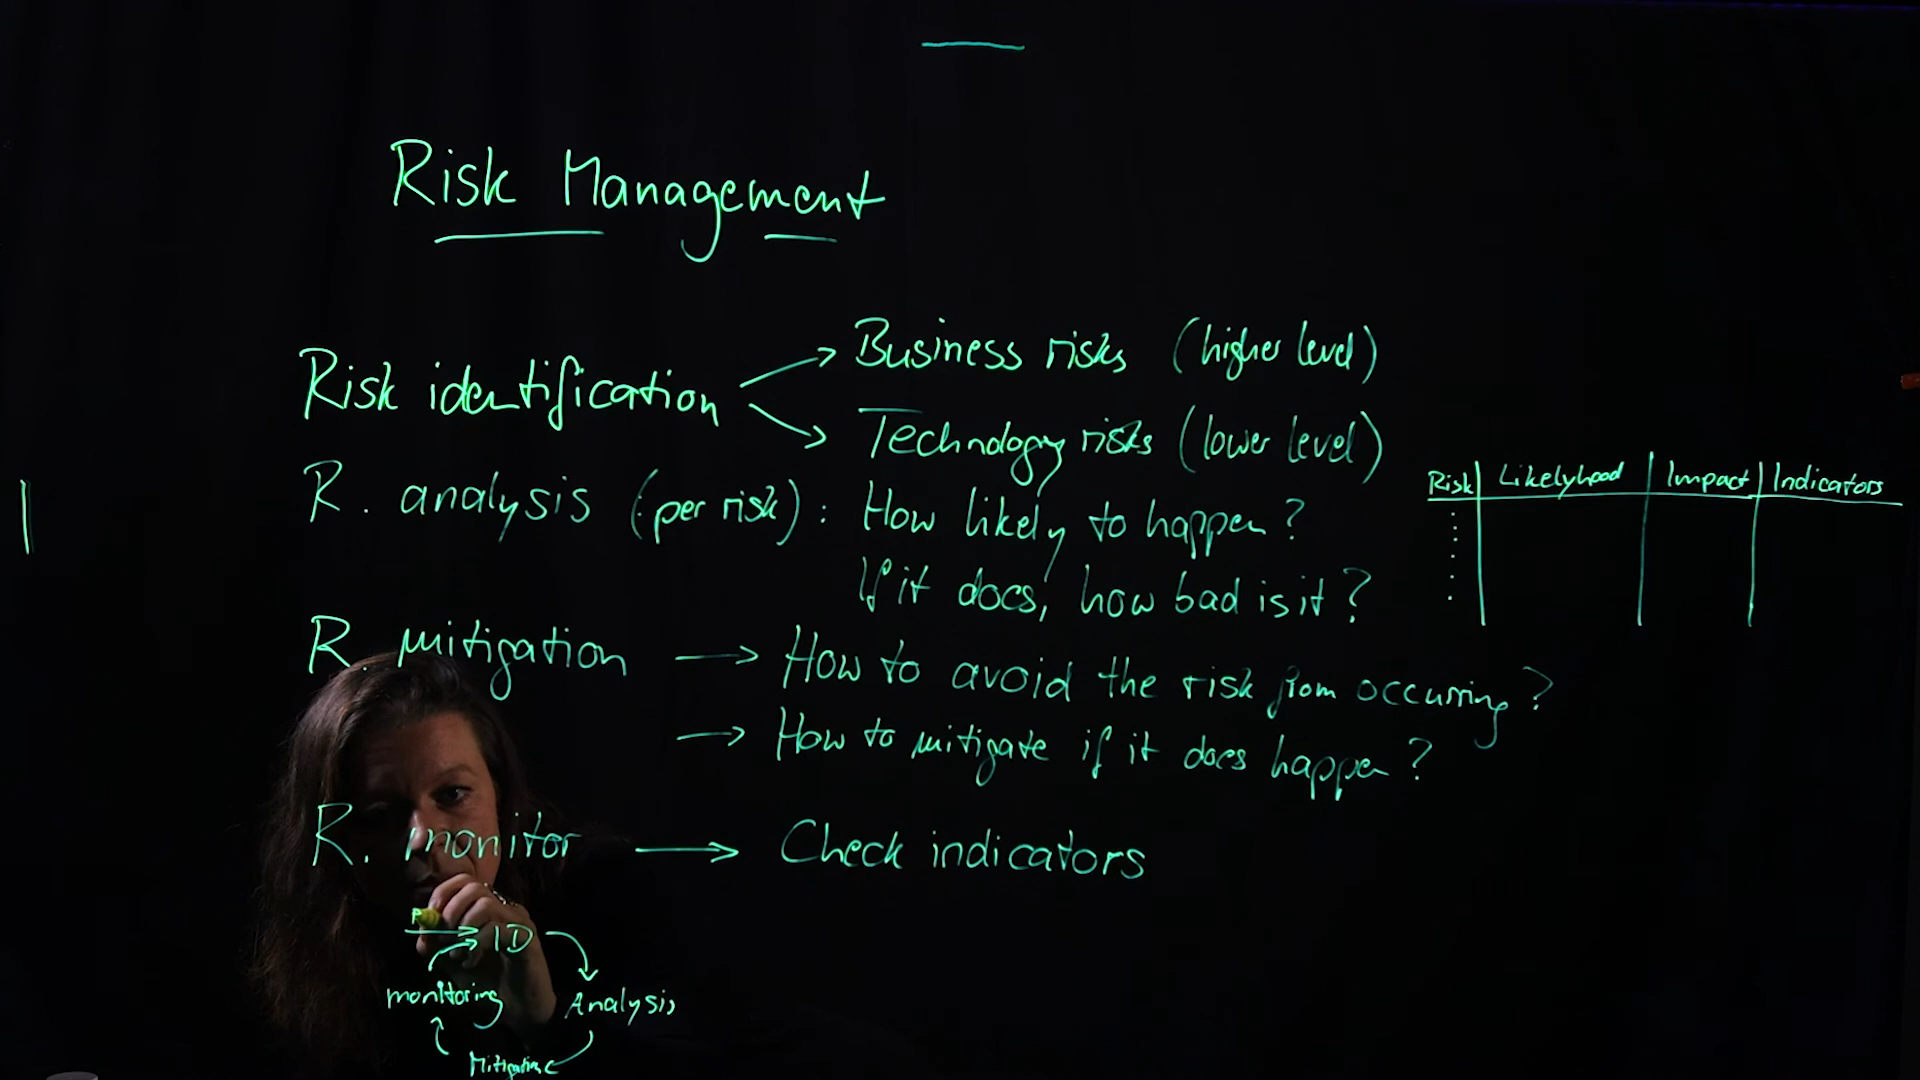 Risk Management
Risk identification
Business risks (higher level)
Technology risks (lower level)
R. analysis (per risk): How likely to happen?
If it does, how bad is it?
Risk Likelyhood Impact Indicators
R. mitigation → How to avoid the risk from occurring?
→ How to mitigate if it does happen?
R. monitor → Check indicators
ID
monitoring Analysis
Mitigation